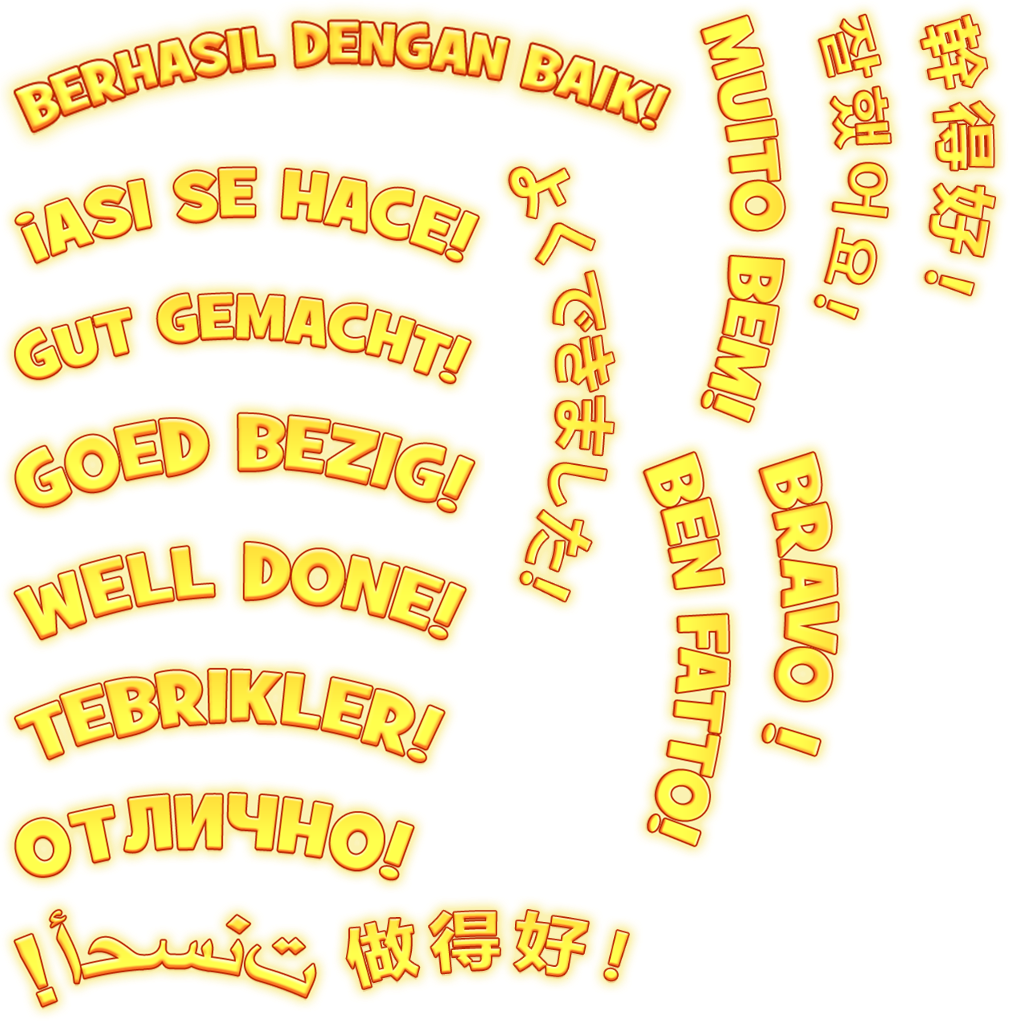 BERHASIL DENGAN BAIK!
¡ASI SE HACE!
GUT GEMACHT!
GOED BEZIG!
WELL DONE!
TEBRIKLER!
ОТЛИЧНО!
أحسنت!
做得好!
よくできました!
MUITO BEM!
잘했어요!
幹得好!
BEN FATTO!
BRAVO !